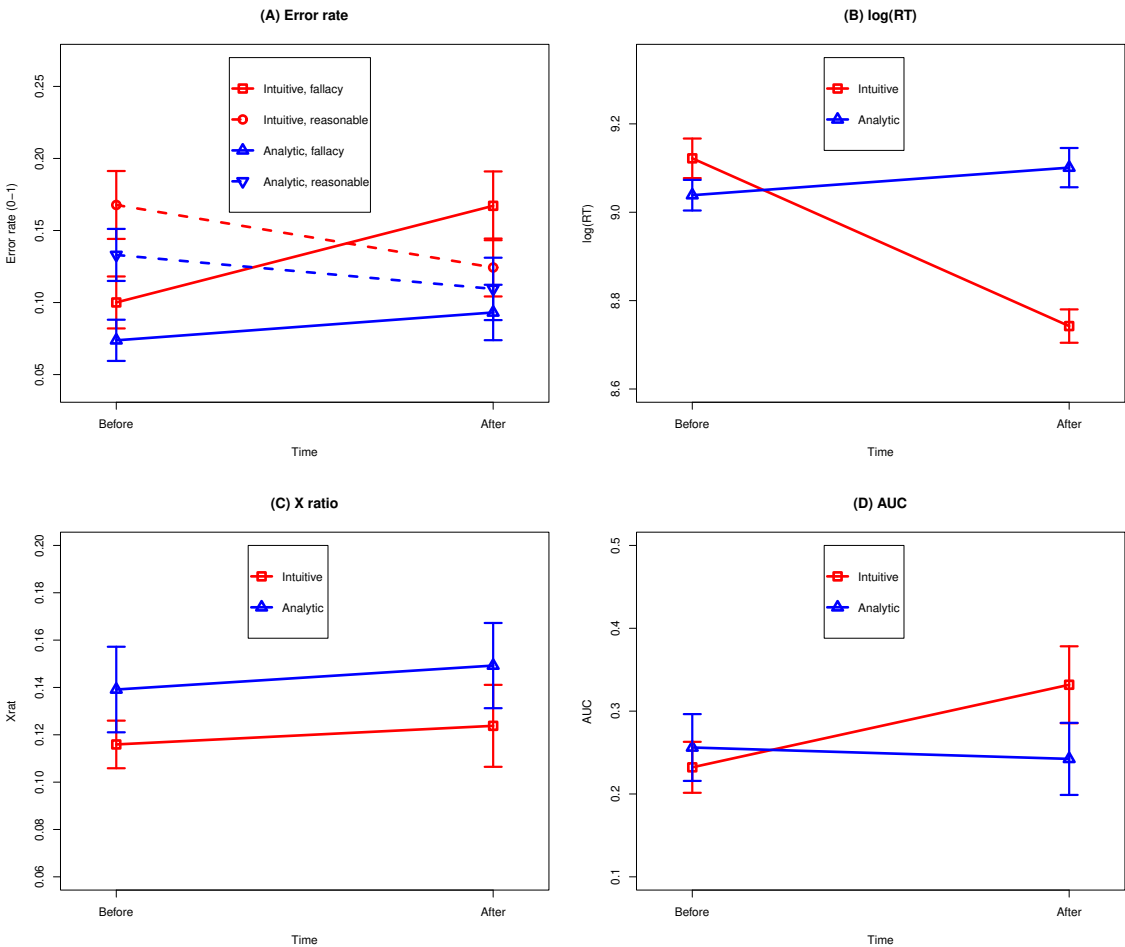 (A) Error rate
Error rate (0−1)
0.25
0.20
0.15
0.10
0.05
Intuitive, fallacy
Intuitive, reasonable
Analytic, fallacy
Analytic, reasonable
Before
After
Time
(B) log(RT)
log(RT)
9.2
9.0
8.8
8.6
Intuitive
Analytic
Before
After
Time
(C) X ratio
Xrat
0.20
0.18
0.16
0.14
0.12
0.10
0.08
0.06
Intuitive
Analytic
Before
After
Time
(D) AUC
AUC
0.5
0.4
0.3
0.2
0.1
Intuitive
Analytic
Before
After
Time